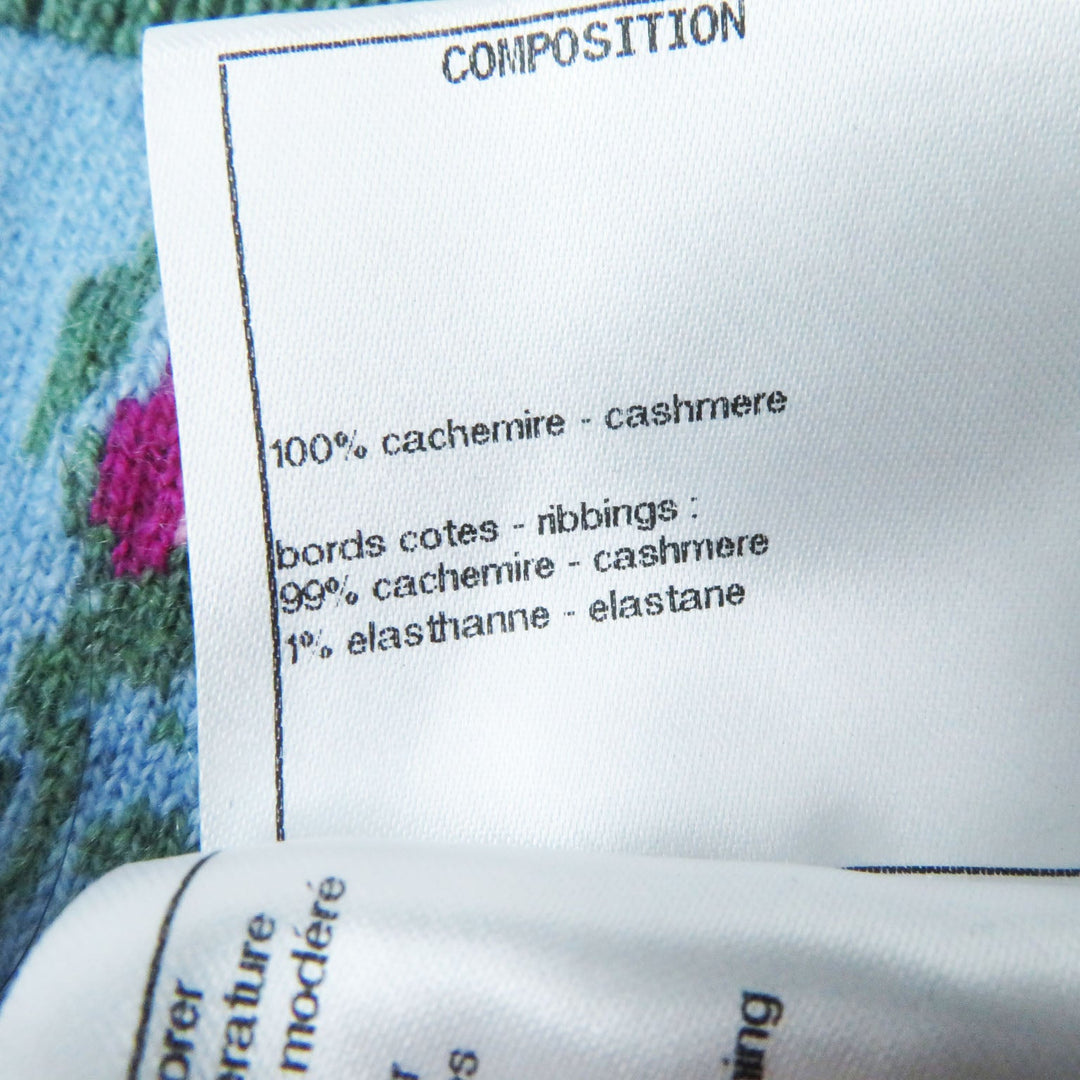 COMPOSITION
100% cachemire - cashmere
bords cotes - ribbings :
99% cachemire - cashmere
1% elasthanne - elastane
modéré